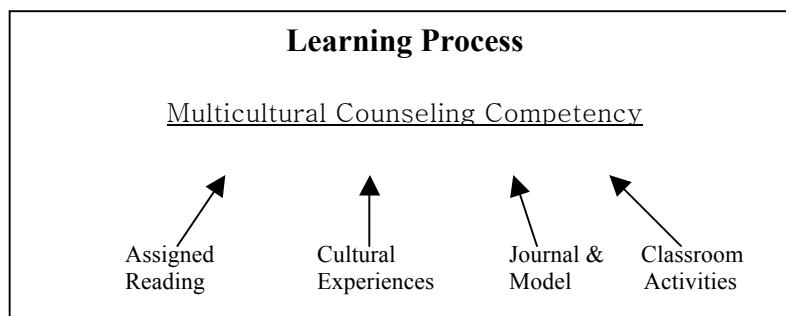 Learning Process
Multicultural Counseling Competency
Assigned
Reading
Cultural
Experiences
Journal &
Model
Classroom
Activities